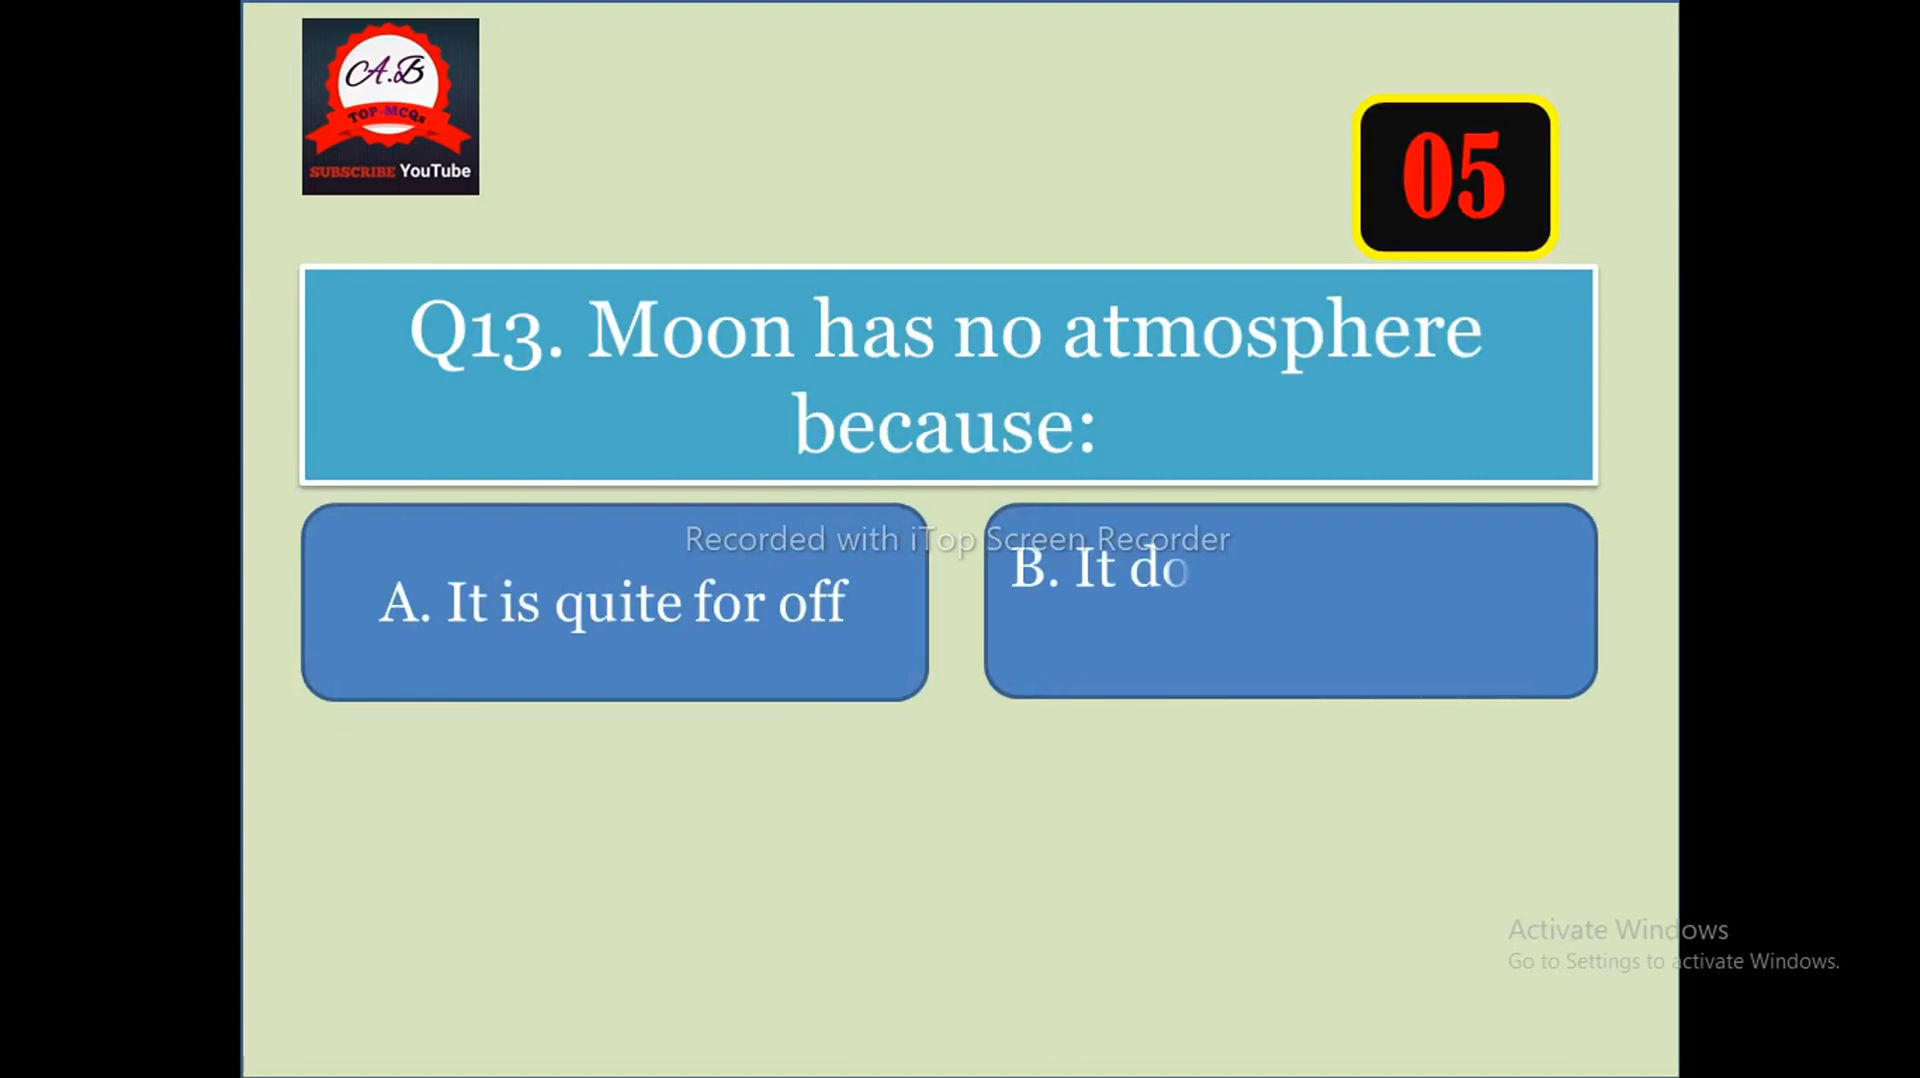 A.B
TOP-MCQs
SUBSCRIBE YouTube
05
Q13. Moon has no atmosphere
because:
Recorded with iTop Screen Recorder
A. It is quite for off
B. It do
Activate Windows
Go to Settings to activate Windows.